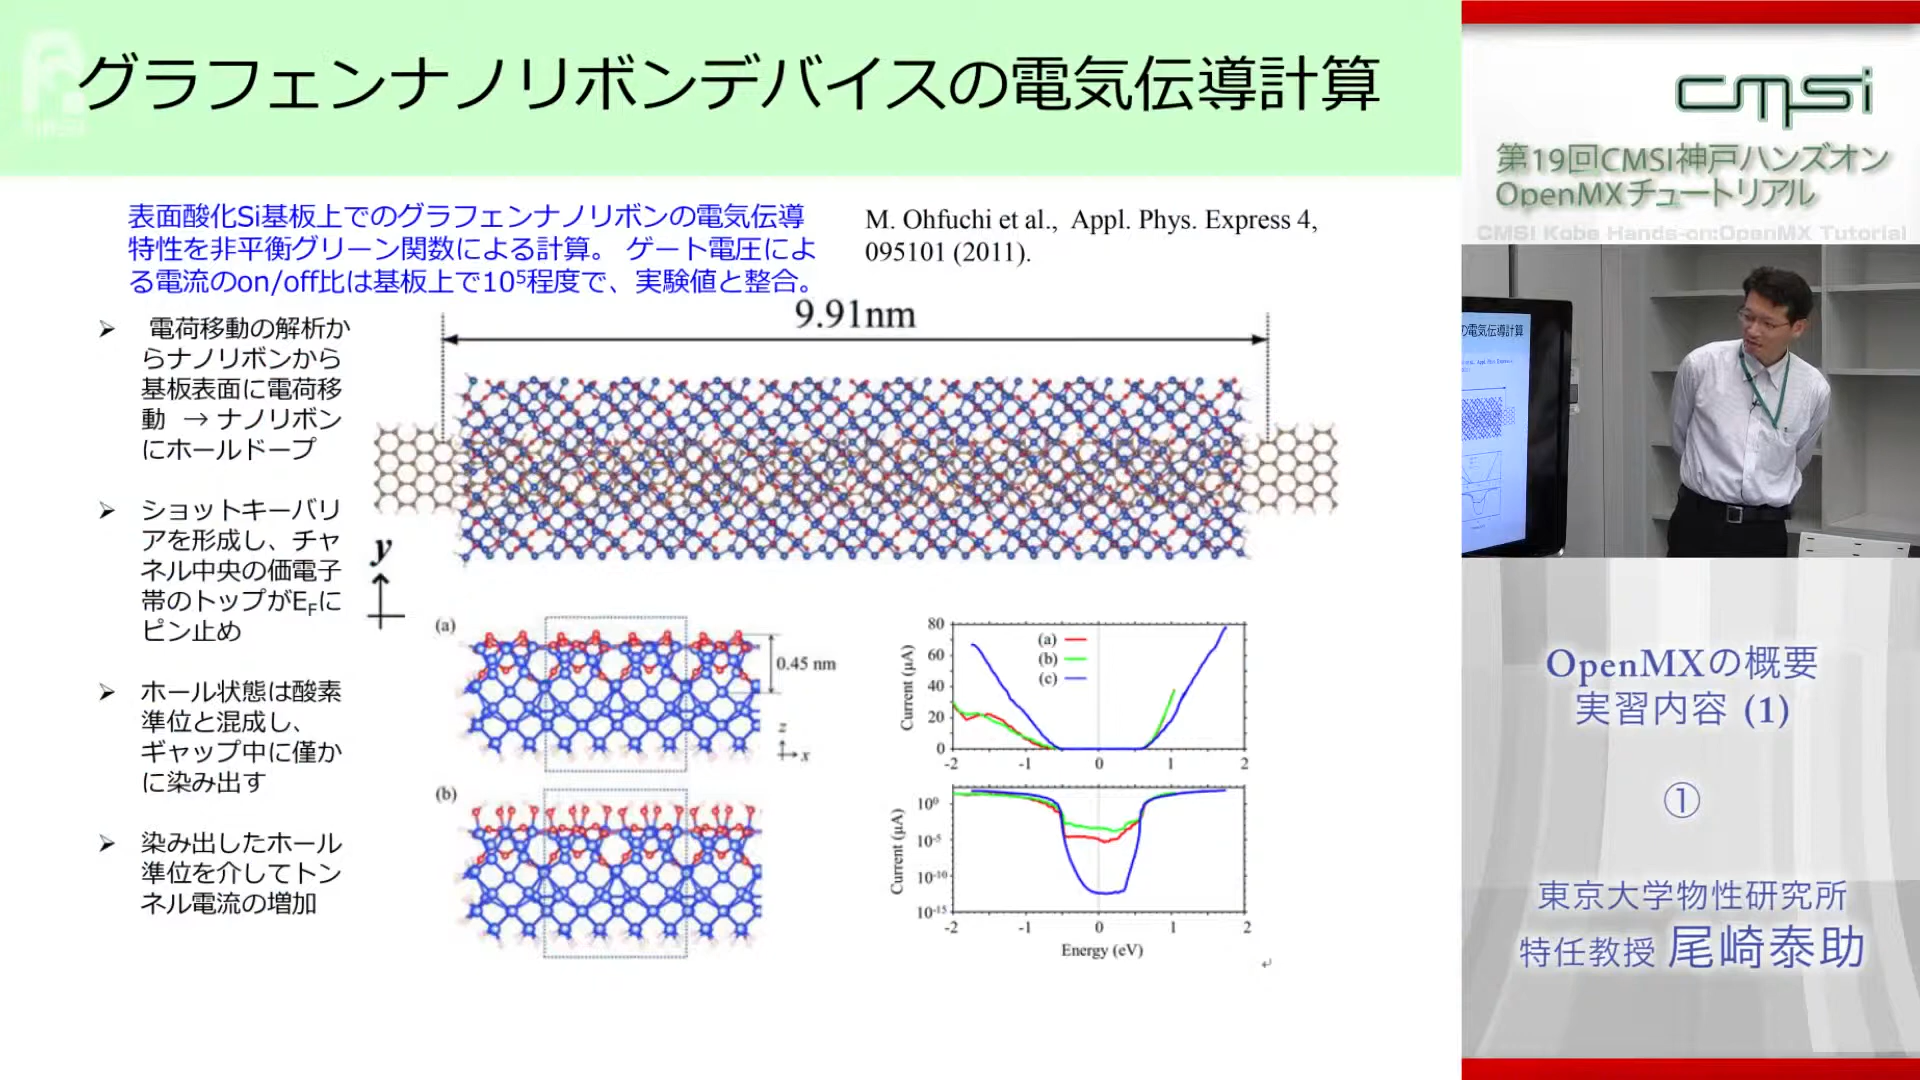 グラフェンナノリボンデバイスの電気伝導計算
表面酸化Si基板上でのグラフェンナノリボンの電気伝導
特性を非平衡グリーン関数による計算。 ゲート電圧によ
る電流のon/off比は基板上で10⁵程度で、実験値と整合。
M. Ohfuchi et al., Appl. Phys. Express 4,
095101 (2011).
➢ 電荷移動の解析か
らナノリボンから
基板表面に電荷移
動 → ナノリボン
にホールドープ
➢ ショットキーバリ
アを形成し、チャ
ネル中央の価電子
帯のトップがE_Fに
ピン止め
➢ ホール状態は酸素
準位と混成し、
ギャップ中に僅か
に染み出す
➢ 染み出したホール
準位を介してトン
ネル電流の増加
9.91nm
y
(a)
0.45 nm
z
x
(b)
80
60
40
20
0
Current (μA)
(a)
(b)
(c)
-2 -1 0 1 2
10⁰
10⁻⁵
10⁻¹⁰
10⁻¹⁵
Current (μA)
-2 -1 0 1 2
Energy (eV)
cmsi
第19回CMSI神戸ハンズオン
OpenMXチュートリアル
CMSI Kobe Hands-on:OpenMX Tutorial
の電気伝導計算
OpenMXの概要
実習内容 (1)
①
東京大学物性研究所
特任教授 尾崎泰助